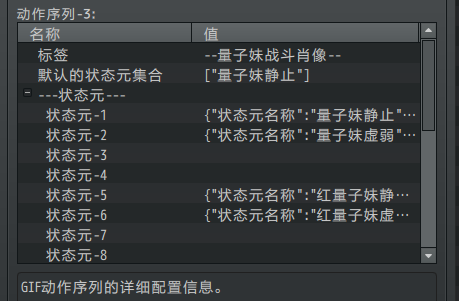 动作序列-3:
名称 值
标签 --量子妹战斗肖像--
默认的状态元集合 ["量子妹静止"]
---状态元---
状态元-1 {"状态元名称":"量子妹静止"…
状态元-2 {"状态元名称":"量子妹虚弱"…
状态元-3
状态元-4
状态元-5 {"状态元名称":"红量子妹静…
状态元-6 {"状态元名称":"红量子妹虚…
状态元-7
状态元-8
GIF动作序列的详细配置信息。